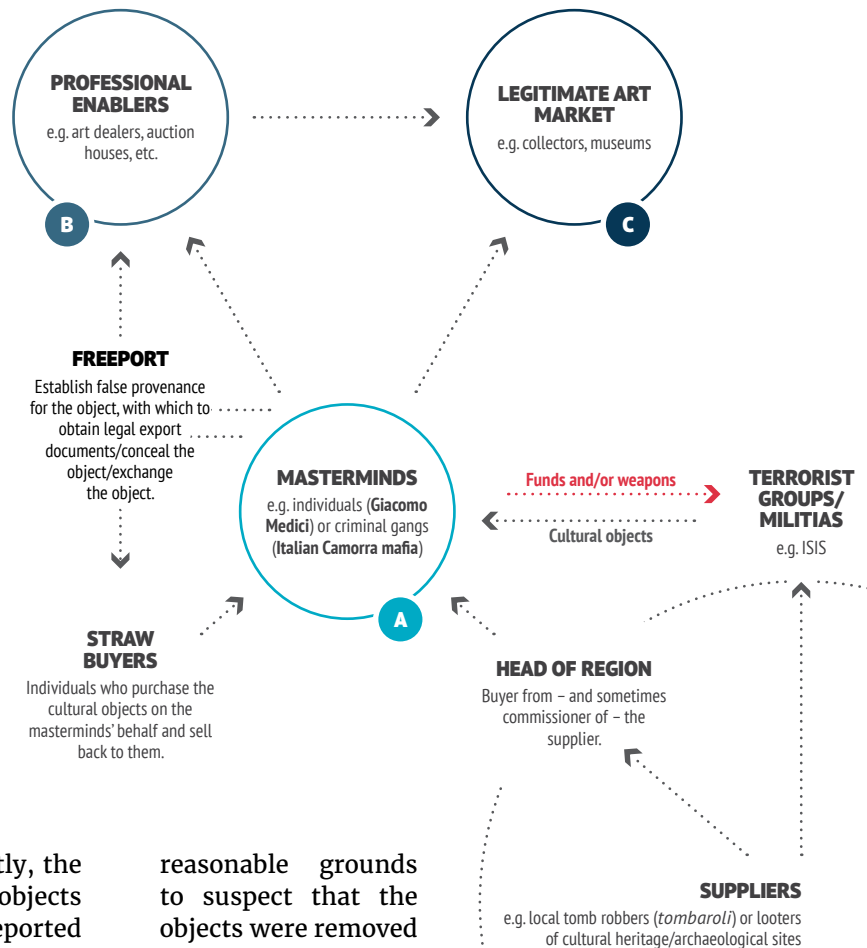 PROFESSIONAL
ENABLERS
e.g. art dealers, auction
houses, etc.
B
LEGITIMATE ART
MARKET
e.g. collectors, museums
C
FREEPORT
Establish false provenance
for the object, with which to
obtain legal export
documents/conceal the
object/exchange
the object.
MASTERMINDS
e.g. individuals (Giacomo
Medici) or criminal gangs
(Italian Camorra mafia)
A
Funds and/or weapons
Cultural objects
TERRORIST
GROUPS/
MILITIAS
e.g. ISIS
STRAW
BUYERS
Individuals who purchase the
cultural objects on the
masterminds' behalf and sell
back to them.
HEAD OF REGION
Buyer from – and sometimes
commissioner of – the
supplier.
SUPPLIERS
e.g. local tomb robbers (tombaroli) or looters
of cultural heritage/archaeological sites
tly, the
objects
eported
reasonable grounds
to suspect that the
objects were removed